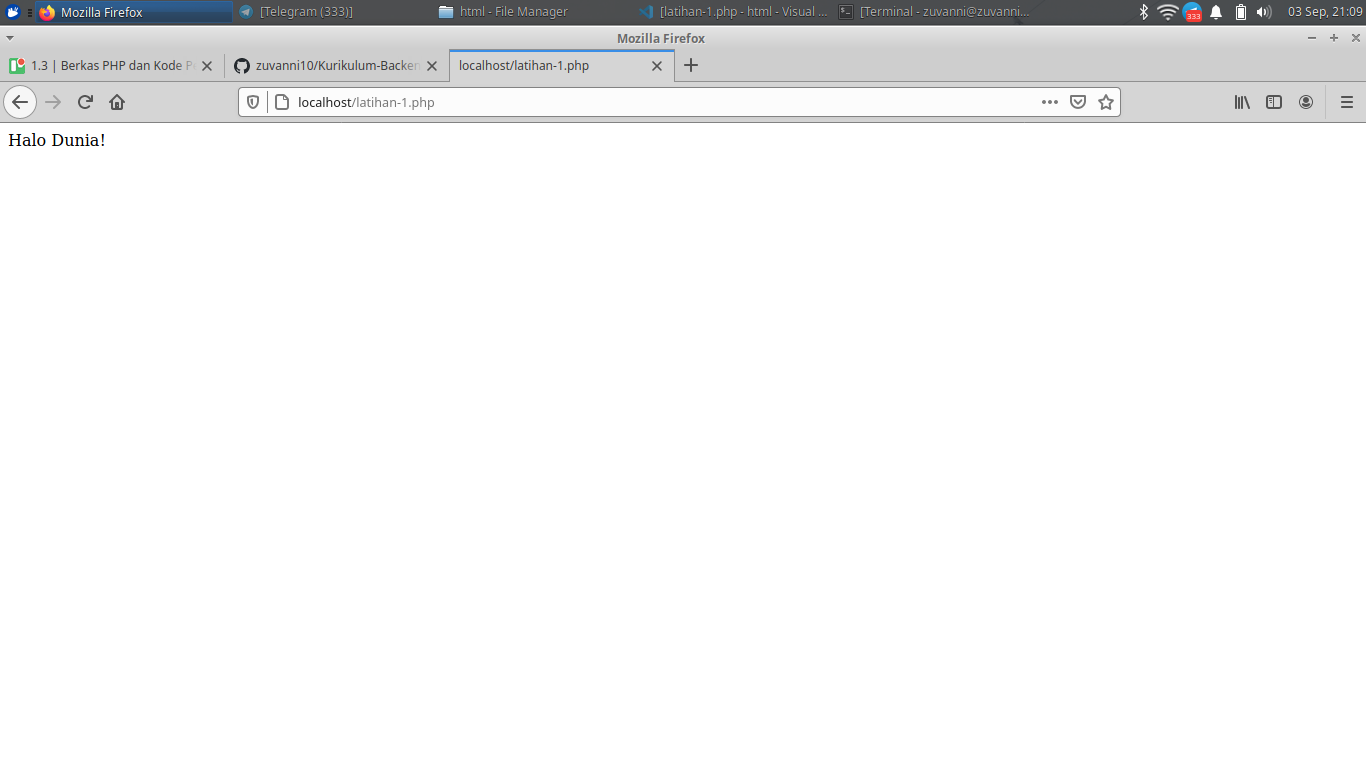 Mozilla Firefox
[Telegram (333)]
html - File Manager
[latihan-1.php - html - Visual ...
[Terminal - zuvanni@zuvanni...
333
03 Sep, 21:09
Mozilla Firefox
1.3 | Berkas PHP dan Kode P
zuvanni10/Kurikulum-Backen
localhost/latihan-1.php
localhost/latihan-1.php
Halo Dunia!